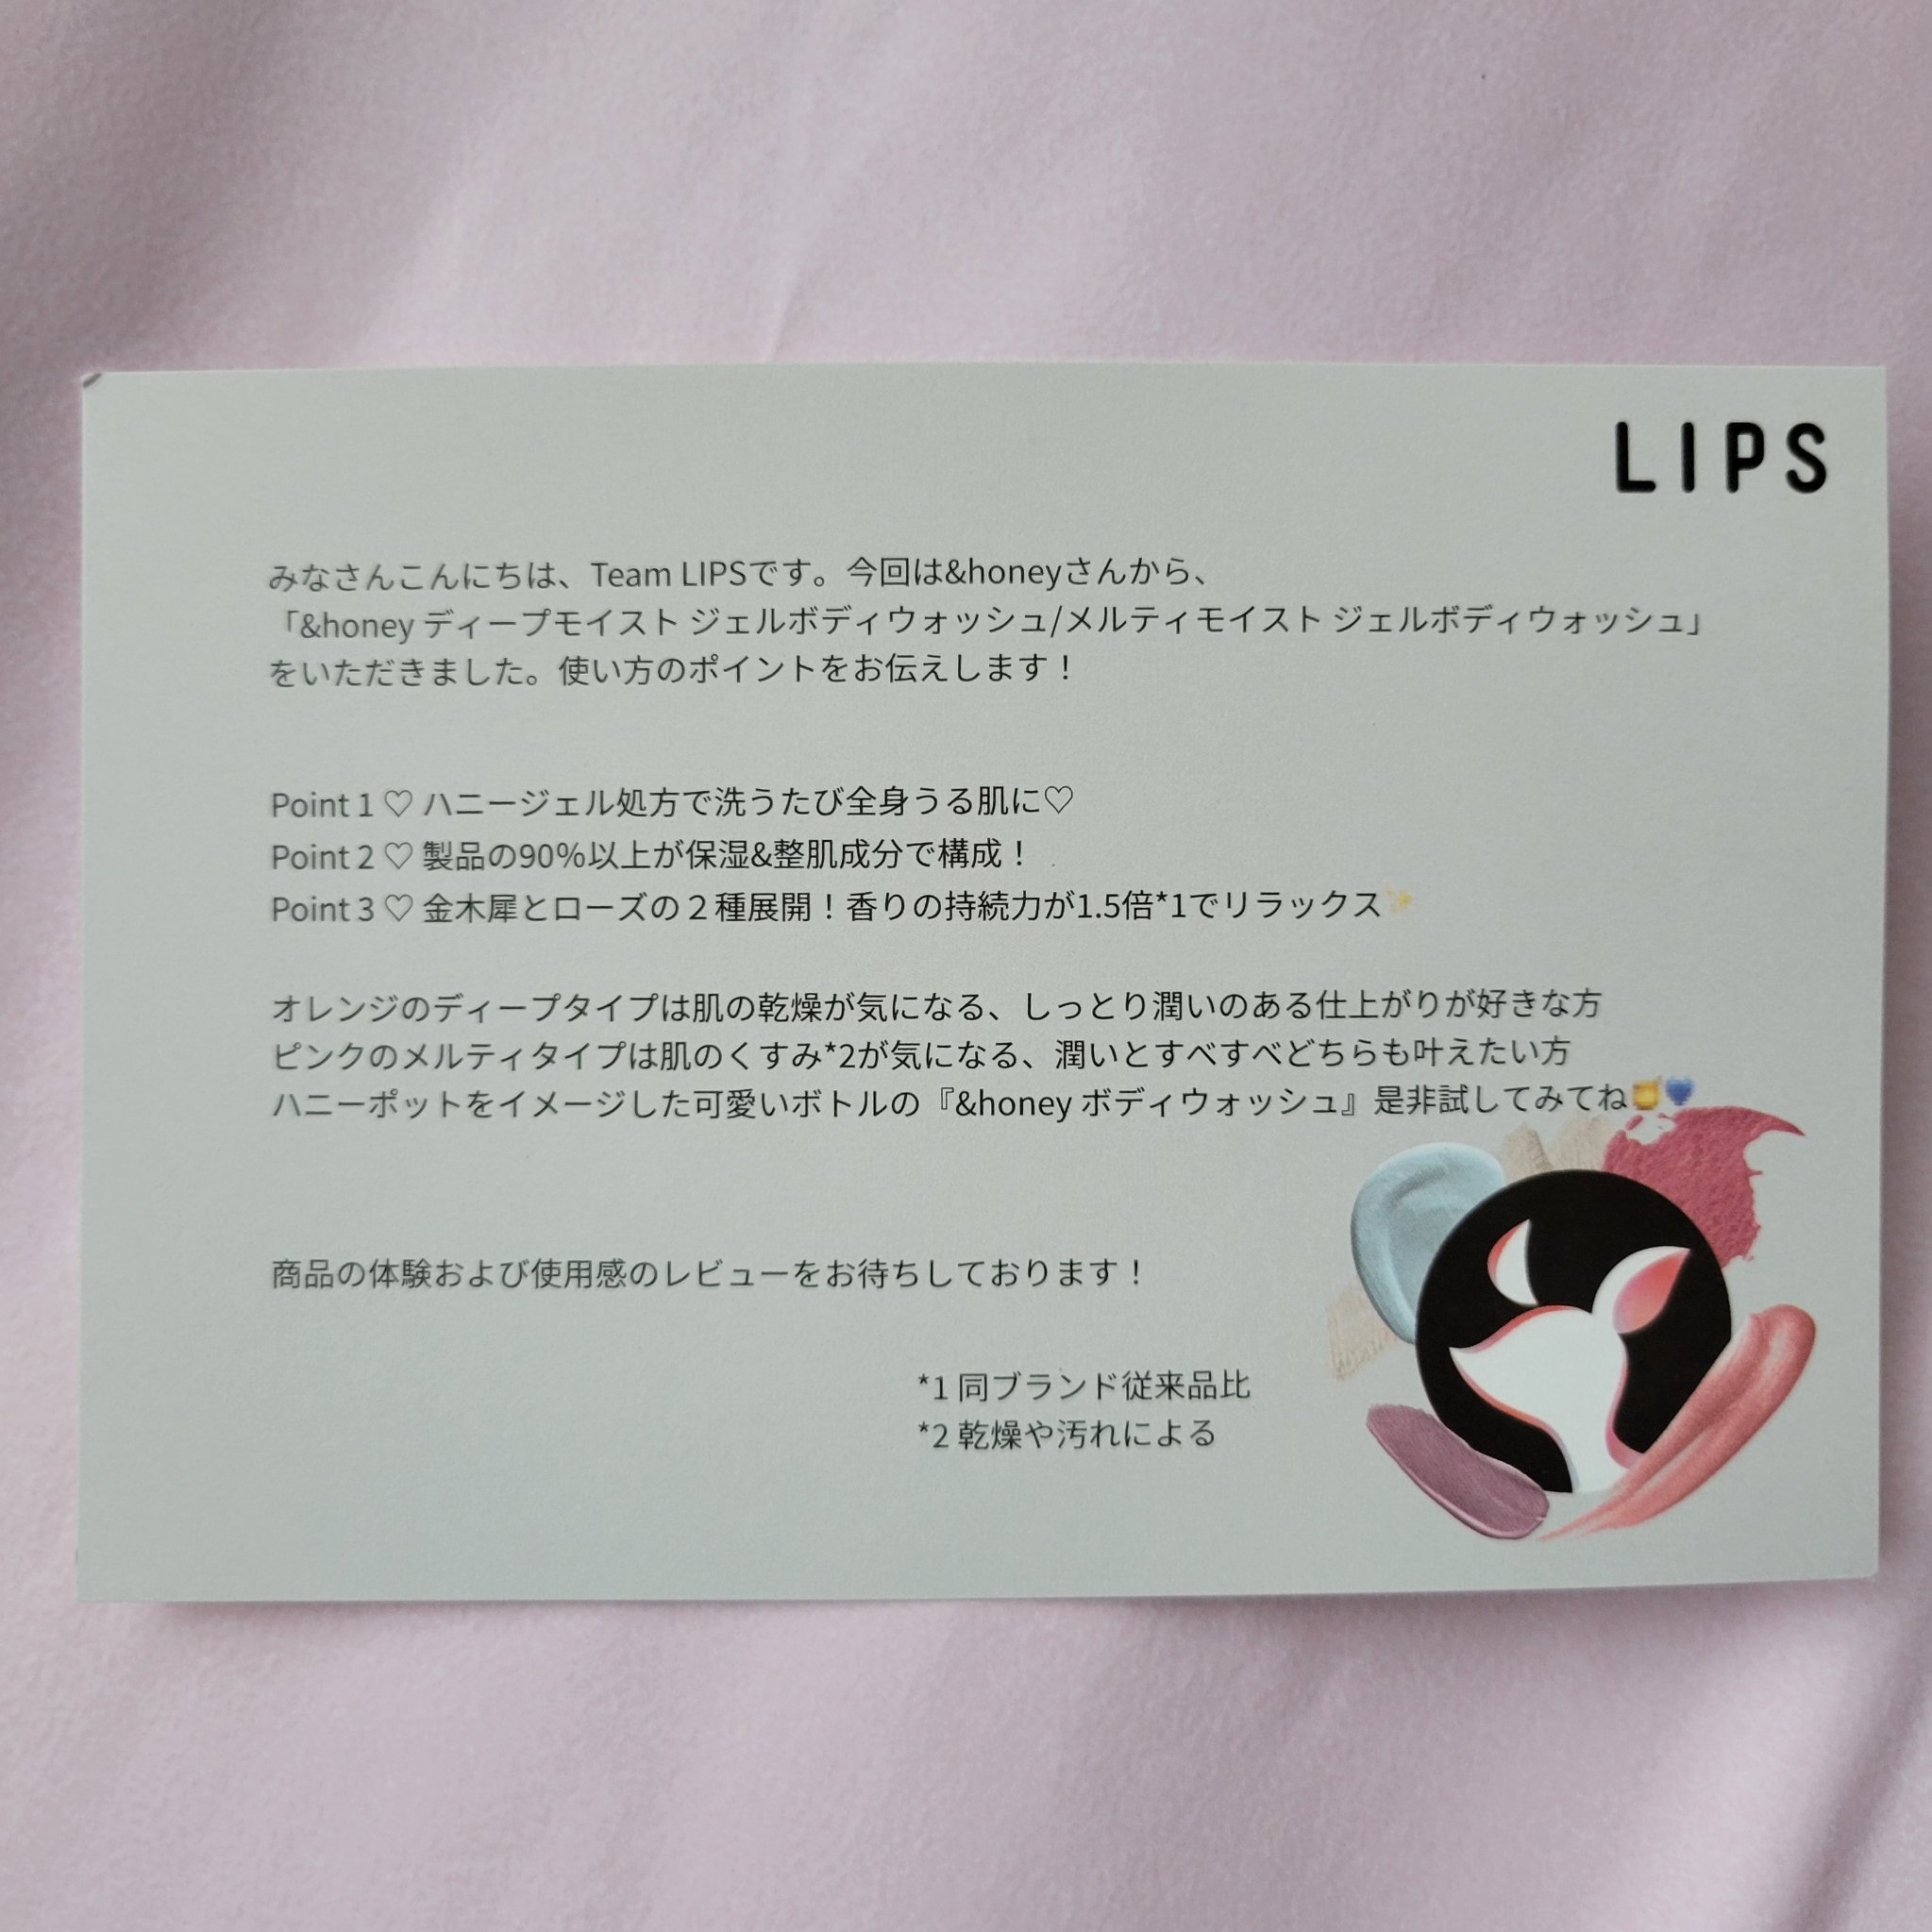 LIPS
みなさんこんにちは、Team LIPSです。今回は&honeyさんから、
「&honey ディープモイスト ジェルボディウォッシュ/メルティモイスト ジェルボディウォッシュ」
をいただきました。使い方のポイントをお伝えします！
Point 1 ♡ ハニージェル処方で洗うたび全身うる肌に♡
Point 2 ♡ 製品の90%以上が保湿&整肌成分で構成！
Point 3 ♡ 金木犀とローズの２種展開！香りの持続力が1.5倍*1でリラックス✨
オレンジのディープタイプは肌の乾燥が気になる、しっとり潤いのある仕上がりが好きな方
ピンクのメルティタイプは肌のくすみ*2が気になる、潤いとすべすべどちらも叶えたい方
ハニーポットをイメージした可愛いボトルの『&honey ボディウォッシュ』是非試してみてね🍯💙
商品の体験および使用感のレビューをお待ちしております！
*1 同ブランド従来品比
*2 乾燥や汚れによる